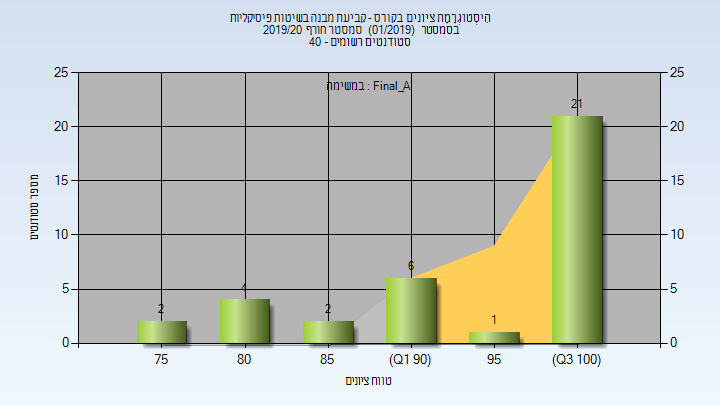 היסטוגרמת ציונים בקורס - קביעת מבנה בשיטות פיסיקליות
בסמסטר (01/2019) סמסטר חורף 2019/20
סטודנטים רשומים - 40
במשימה : Final_A
25 25
21
20 20
15 15
10 10
6
5 5
2 4 2 1
0 0
75 80 85 (Q1 90) 95 (Q3 100)
מספר סטודנטים
טווח ציונים